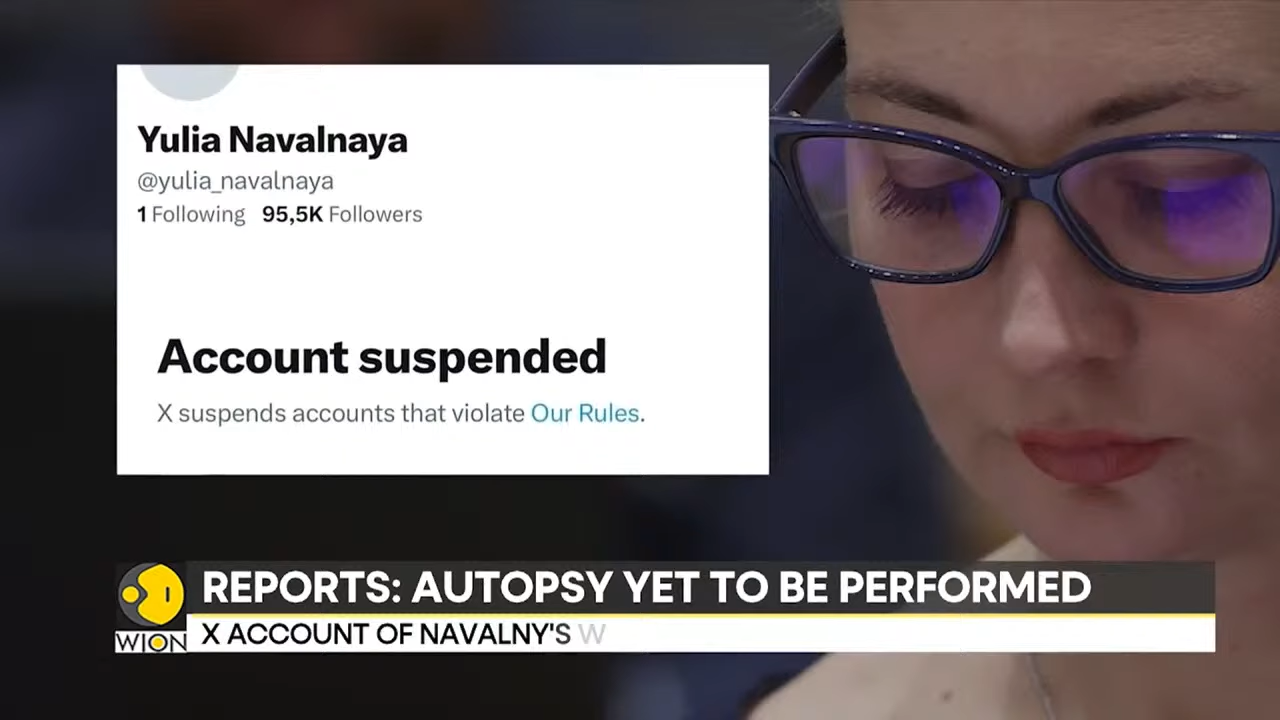 Yulia Navalnaya
@yulia_navalnaya
1 Following 95,5K Followers
Account suspended
X suspends accounts that violate Our Rules.
REPORTS: AUTOPSY YET TO BE PERFORMED
X ACCOUNT OF NAVALNY'S W
WION